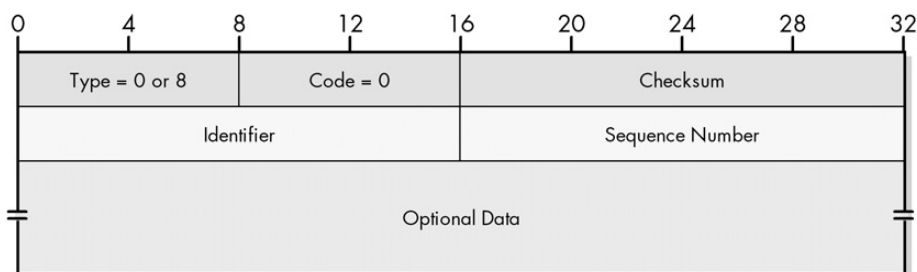 0 4 8 12 16 20 24 28 32
Type = 0 or 8 Code = 0 Checksum
Identifier Sequence Number
Optional Data